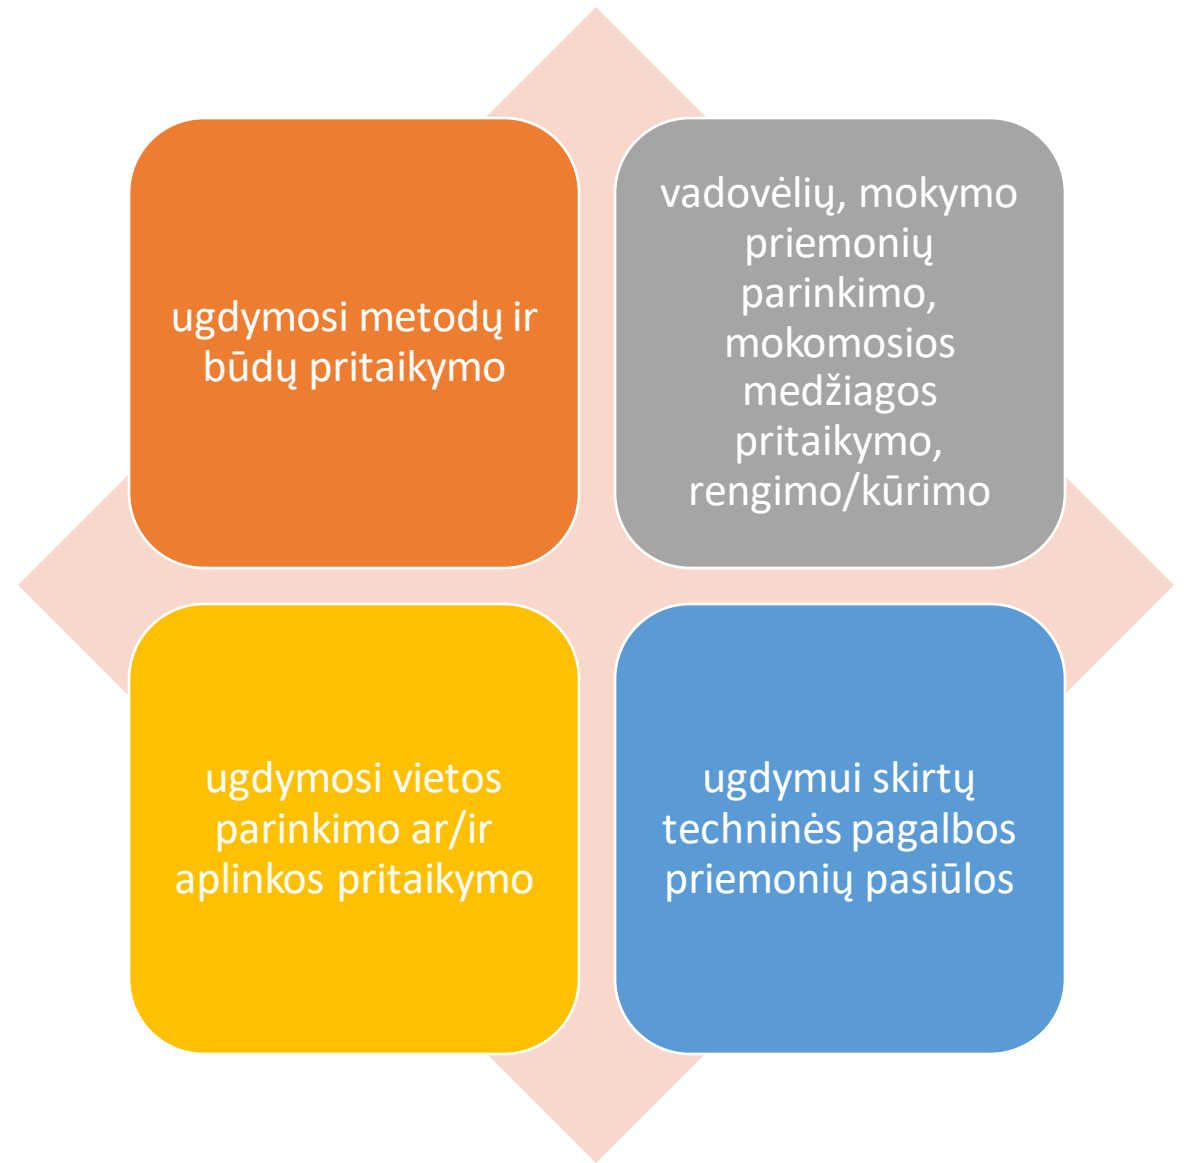 ugdymosi metodų ir
būdų pritaikymo
vadovėlių, mokymo
priemonių
parinkimo,
mokomosios
medžiagos
pritaikymo,
rengimo/kūrimo
ugdymosi vietos
parinkimo ar/ir
aplinkos pritaikymo
ugdymui skirtų
techninės pagalbos
priemonių pasiūlos